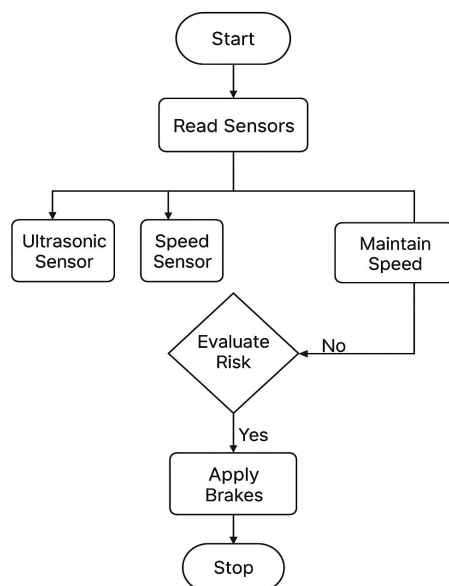 Start
Read Sensors
Ultrasonic
Sensor
Speed
Sensor
Maintain
Speed
Evaluate
Risk
No
Yes
Apply
Brakes
Stop